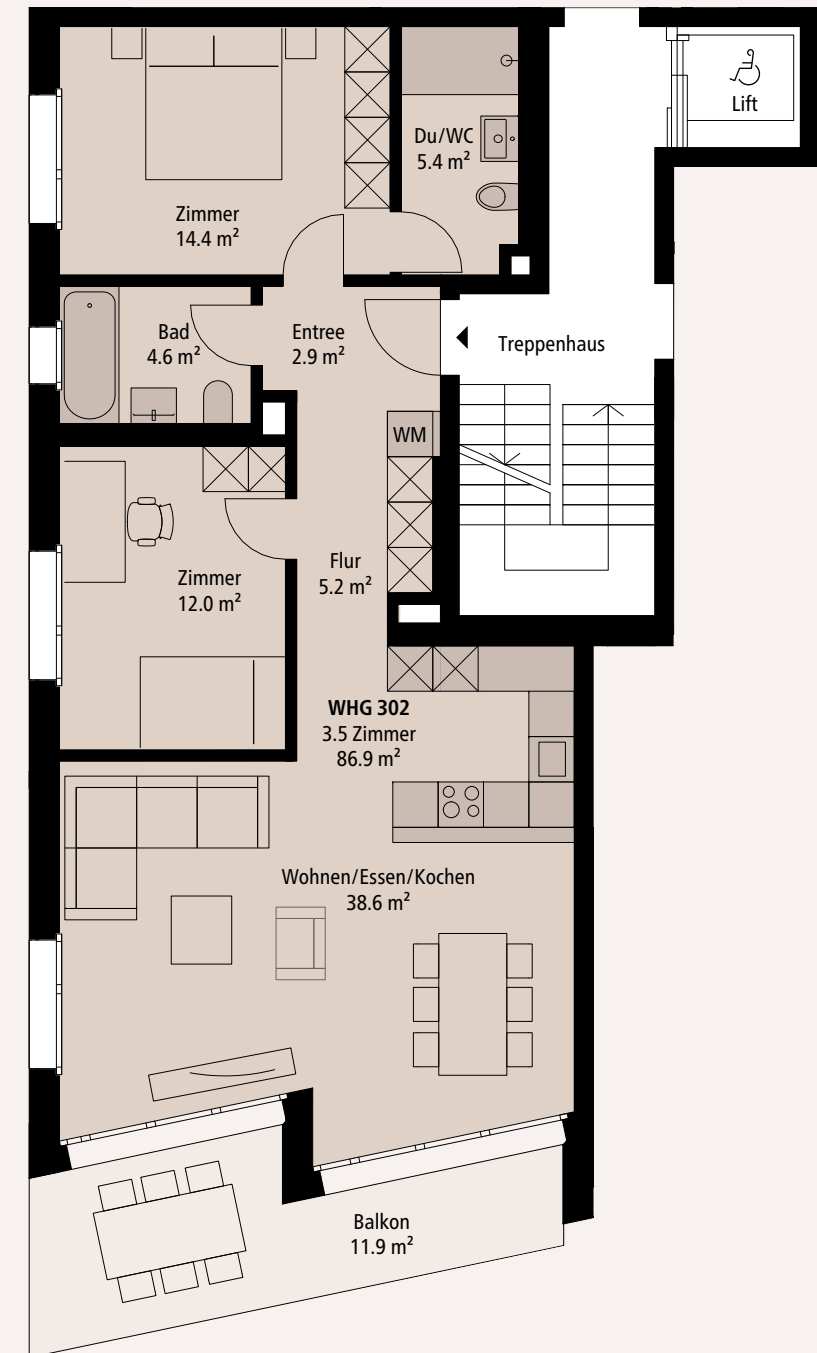 Lift
Du/WC
5.4 m²
Zimmer
14.4 m²
Bad
4.6 m²
Entree
2.9 m²
Treppenhaus
WM
Flur
5.2 m²
Zimmer
12.0 m²
WHG 302
3.5 Zimmer
86.9 m²
Wohnen/Essen/Kochen
38.6 m²
Balkon
11.9 m²